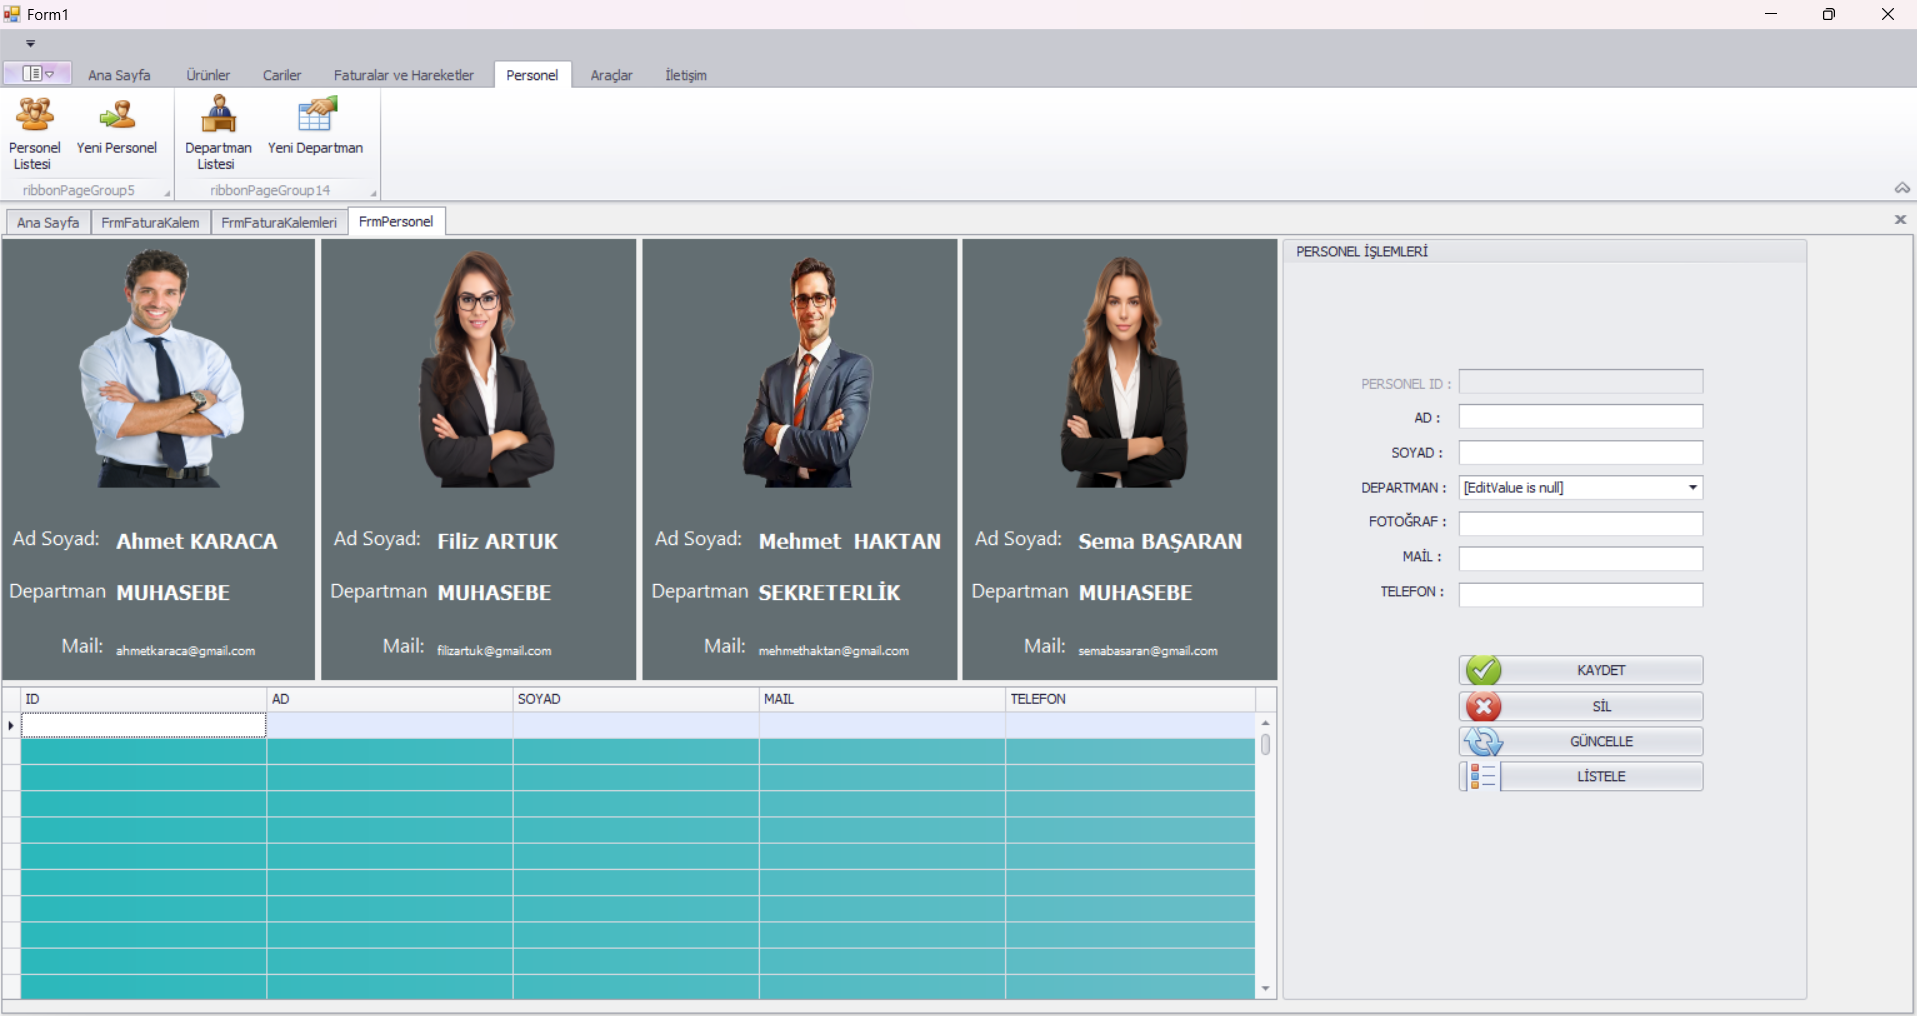 Form1
Ana Sayfa Ürünler Cariler Faturalar ve Hareketler Personel Araçlar İletişim
Personel Listesi
Yeni Personel
Departman Listesi
Yeni Departman
ribbonPageGroup5 ribbonPageGroup14
Ana Sayfa FrmFaturaKalem FrmFaturaKalemleri FrmPersonel
Ad Soyad: Ahmet KARACA
Departman MUHASEBE
Mail: ahmetkaraca@gmail.com
Ad Soyad: Filiz ARTUK
Departman MUHASEBE
Mail: filizartuk@gmail.com
Ad Soyad: Mehmet HAKTAN
Departman SEKRETERLİK
Mail: mehmethaktan@gmail.com
Ad Soyad: Sema BAŞARAN
Departman MUHASEBE
Mail: semabasaran@gmail.com
ID AD SOYAD MAIL TELEFON
PERSONEL İŞLEMLERİ
PERSONEL ID :
AD :
SOYAD :
DEPARTMAN : [EditValue is null]
FOTOĞRAF :
MAİL :
TELEFON :
KAYDET
SİL
GÜNCELLE
LİSTELE